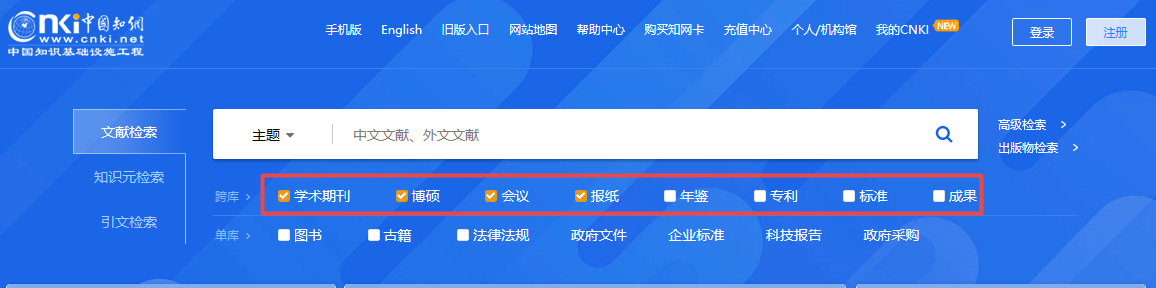 cnki 中国知网
www.cnki.net
中国知识基础设施工程
手机版 English 旧版入口 网站地图 帮助中心 购买知网卡 充值中心 个人/机构馆 我的CNKI NEW
登录 注册
文献检索
知识元检索
引文检索
主题 中文文献、外文文献
高级检索 >
出版物检索 >
跨库 > 学术期刊 博硕 会议 报纸 年鉴 专利 标准 成果
单库 > 图书 古籍 法律法规 政府文件 企业标准 科技报告 政府采购